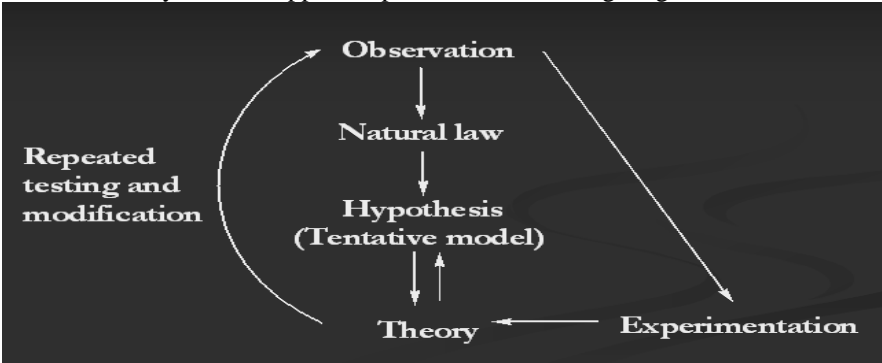 Observation
Natural law
Repeated
testing and
modification
Hypothesis
(Tentative model)
Theory
Experimentation